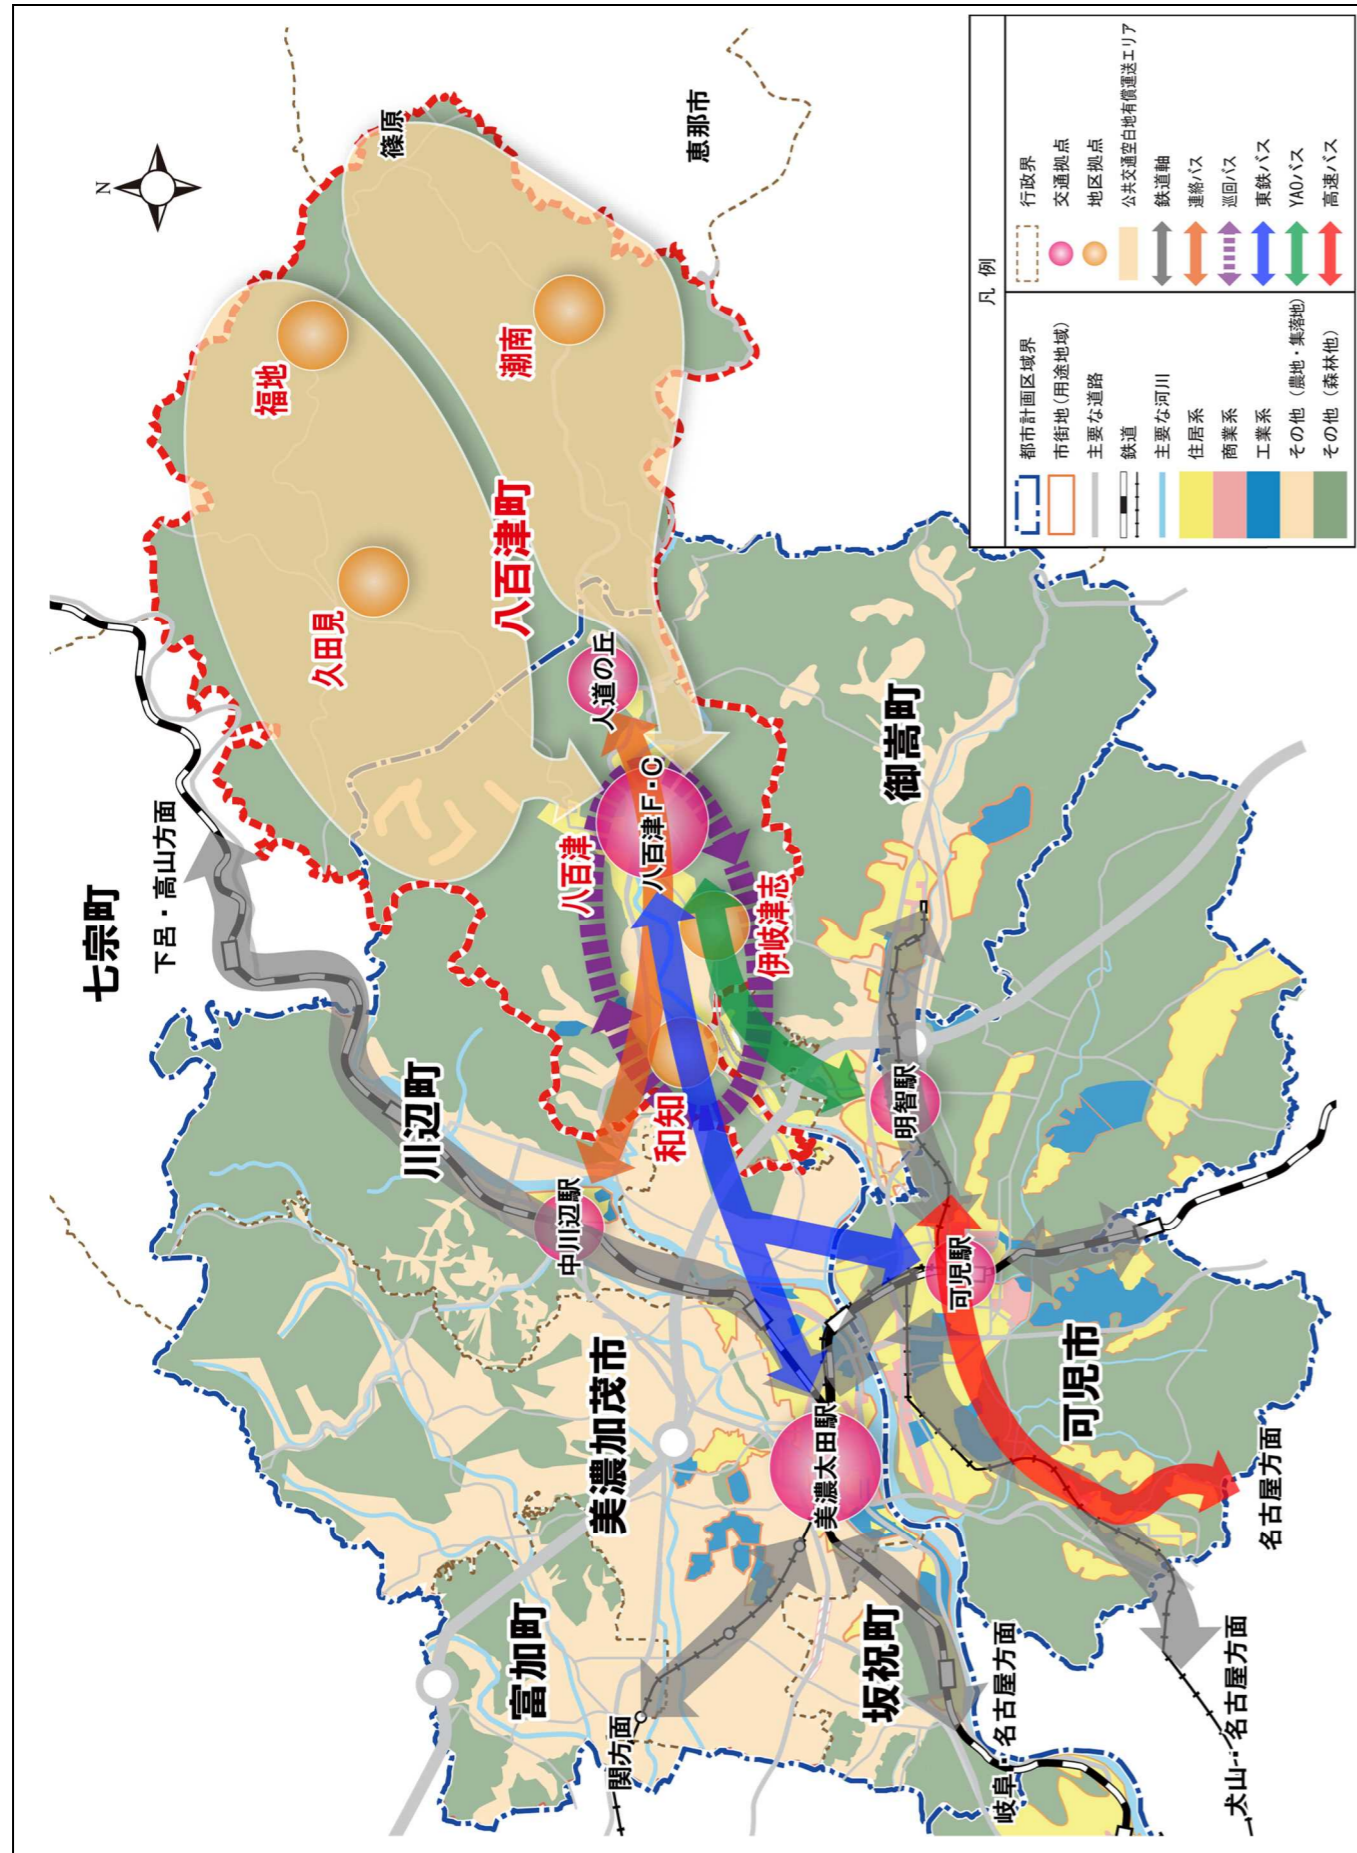 七宗町
下呂・高山方面
川辺町
富加町
美濃加茂市
坂祝町
関方面
岐阜・名古屋方面
犬山・名古屋方面
名古屋方面
可児市
御嵩町
八百津町
恵那市
篠原
福地
潮南
久田見
八百津
和知
伊岐津志
人道の丘
八百津F・C
中川辺駅
美濃太田駅
可児駅
明智駅
N
凡 例
都市計画区域界
市街地(用途地域)
主要な道路
鉄道
主要な河川
住居系
商業系
工業系
その他(農地・集落地)
その他(森林他)
行政界
交通拠点
地区拠点
公共交通空白地有償運送エリア
鉄道軸
連絡バス
巡回バス
東鉄バス
YAOバス
高速バス